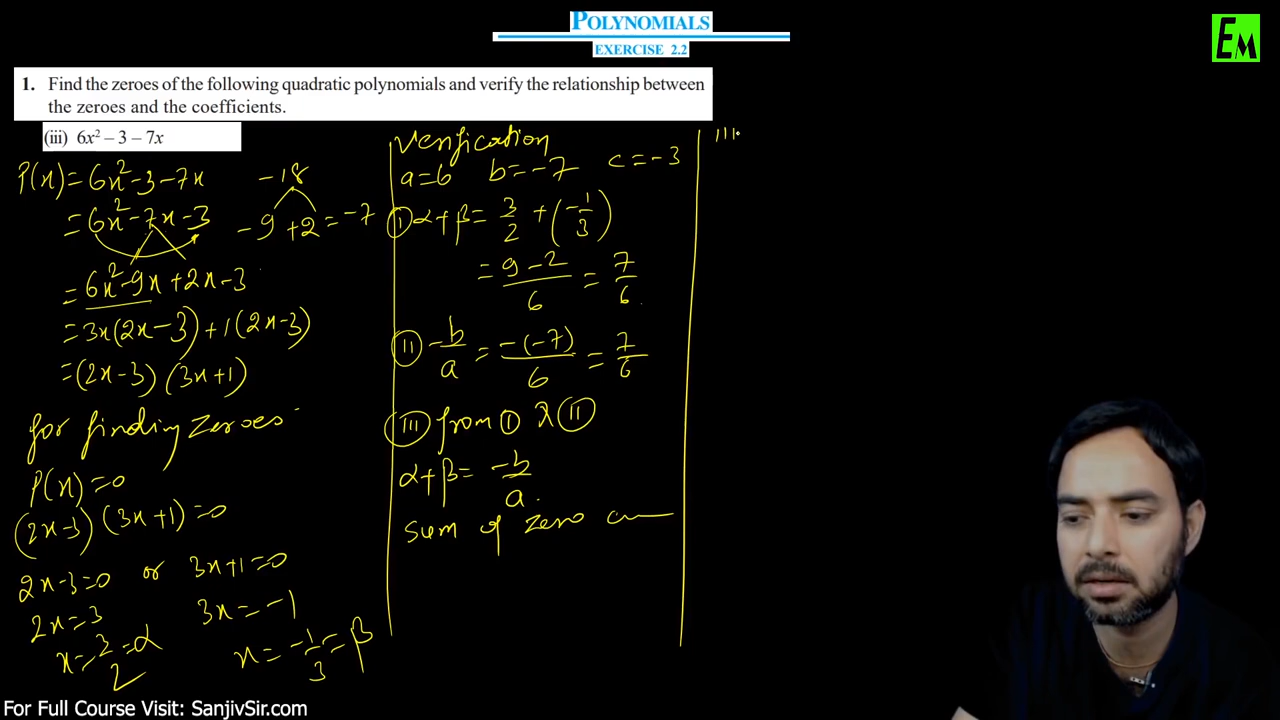 POLYNOMIALS
EXERCISE 2.2
EM
1. Find the zeroes of the following quadratic polynomials and verify the relationship between
the zeroes and the coefficients.
(iii) 6x² – 3 – 7x
P(x) = 6x² - 3 - 7x
= 6x² - 7x - 3
-18
-9 +2 = -7
= 6x² - 9x + 2x - 3
= 3x(2x - 3) + 1(2x - 3)
= (2x - 3) (3x + 1)
for finding zeroes
P(x) = 0
(2x - 3) (3x + 1) = 0
2x - 3 = 0 or 3x + 1 = 0
2x = 3 3x = -1
x = 3/2 = α x = -1/3 = β
Verification
a = 6 b = -7 c = -3
(I) α + β = 3/2 + (-1/3)
= (9 - 2)/6 = 7/6
(II) -b/a = -(-7)/6 = 7/6
(III) from (I) & (II)
α + β = -b/a.
Sum of zero
For Full Course Visit: SanjivSir.com